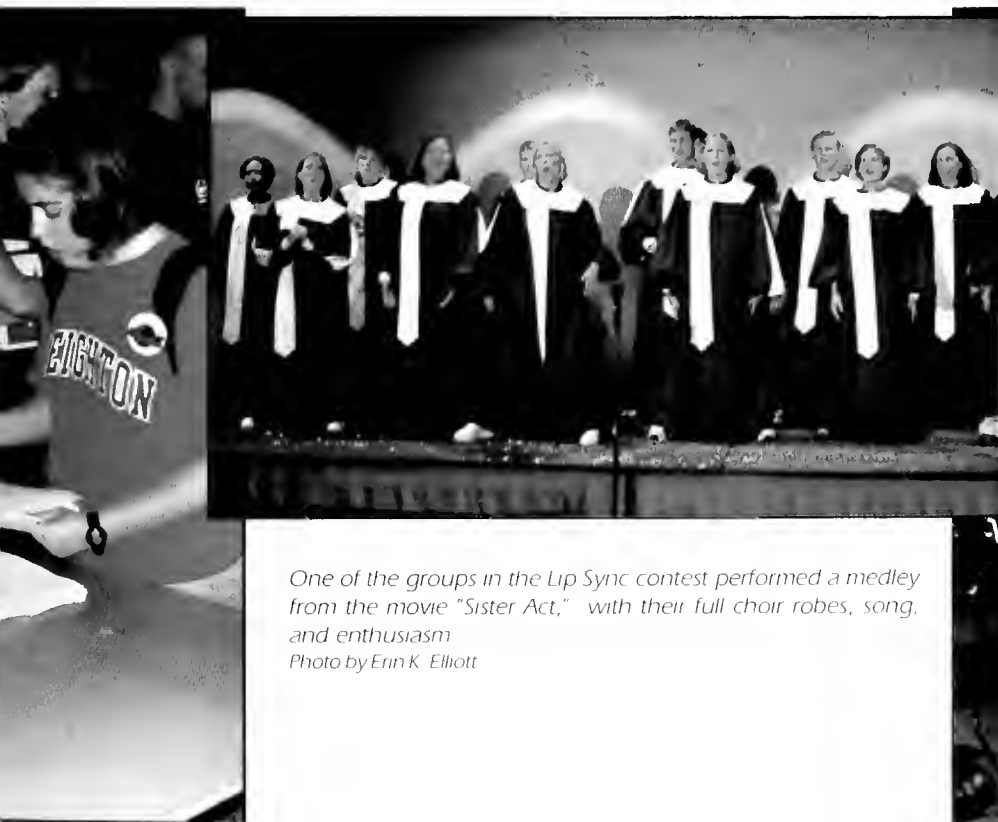 EIGHTON
One of the groups in the Lip Sync contest performed a medley
from the movie "Sister Act," with their full choir robes, song,
and enthusiasm
Photo by Erin K Elliott